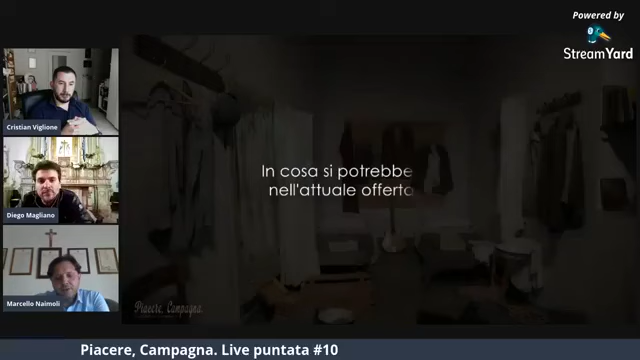 Powered by
StreamYard
Cristian Viglione
Diego Magliano
Marcello Naimoli
In cosa si potrebbe
nell'attuale offerta
Piacere, Campagna.
Piacere, Campagna. Live puntata #10